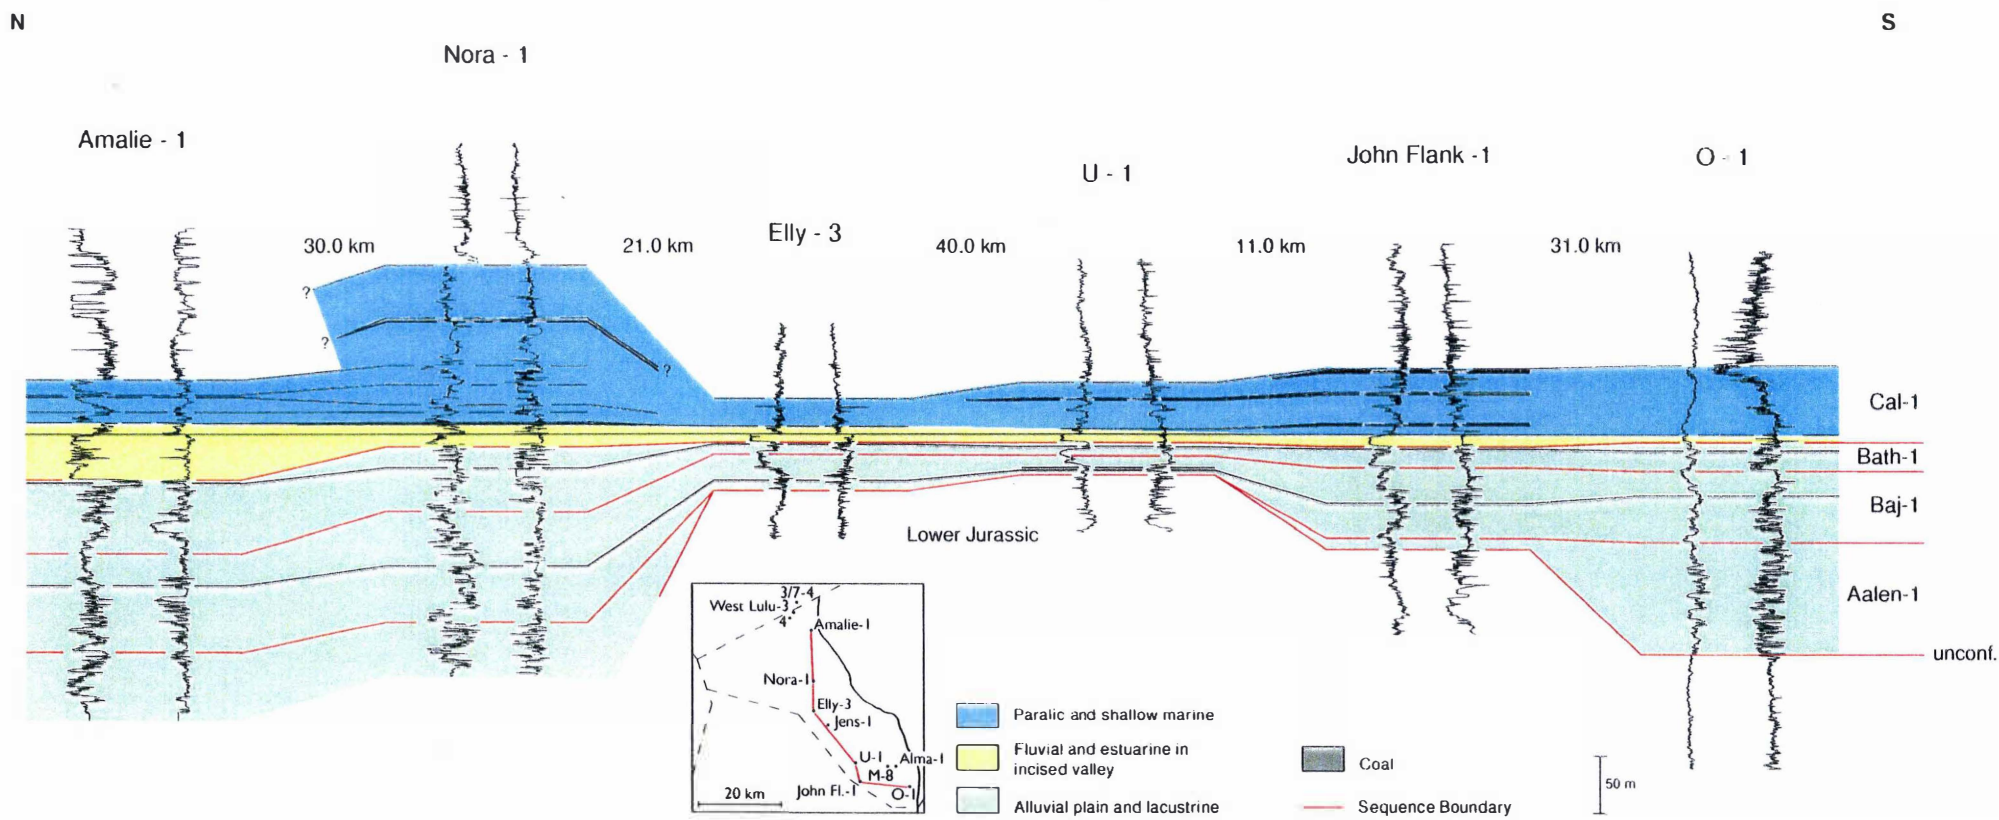 N
S
Nora - 1
Amalie - 1
U - 1
John Flank -1
O - 1
Elly - 3
30.0 km
21.0 km
40.0 km
11.0 km
31.0 km
?
?
?
Cal-1
Bath-1
Baj-1
Aalen-1
unconf.
Lower Jurassic
3/7-4
West Lulu-3
4
Amalie-1
Nora-1
Elly-3
Jens-1
U-1
Alma-1
M-8
John Fl.-1
O-1
20 km
Paralic and shallow marine
Fluvial and estuarine in
incised valley
Alluvial plain and lacustrine
Coal
Sequence Boundary
50 m